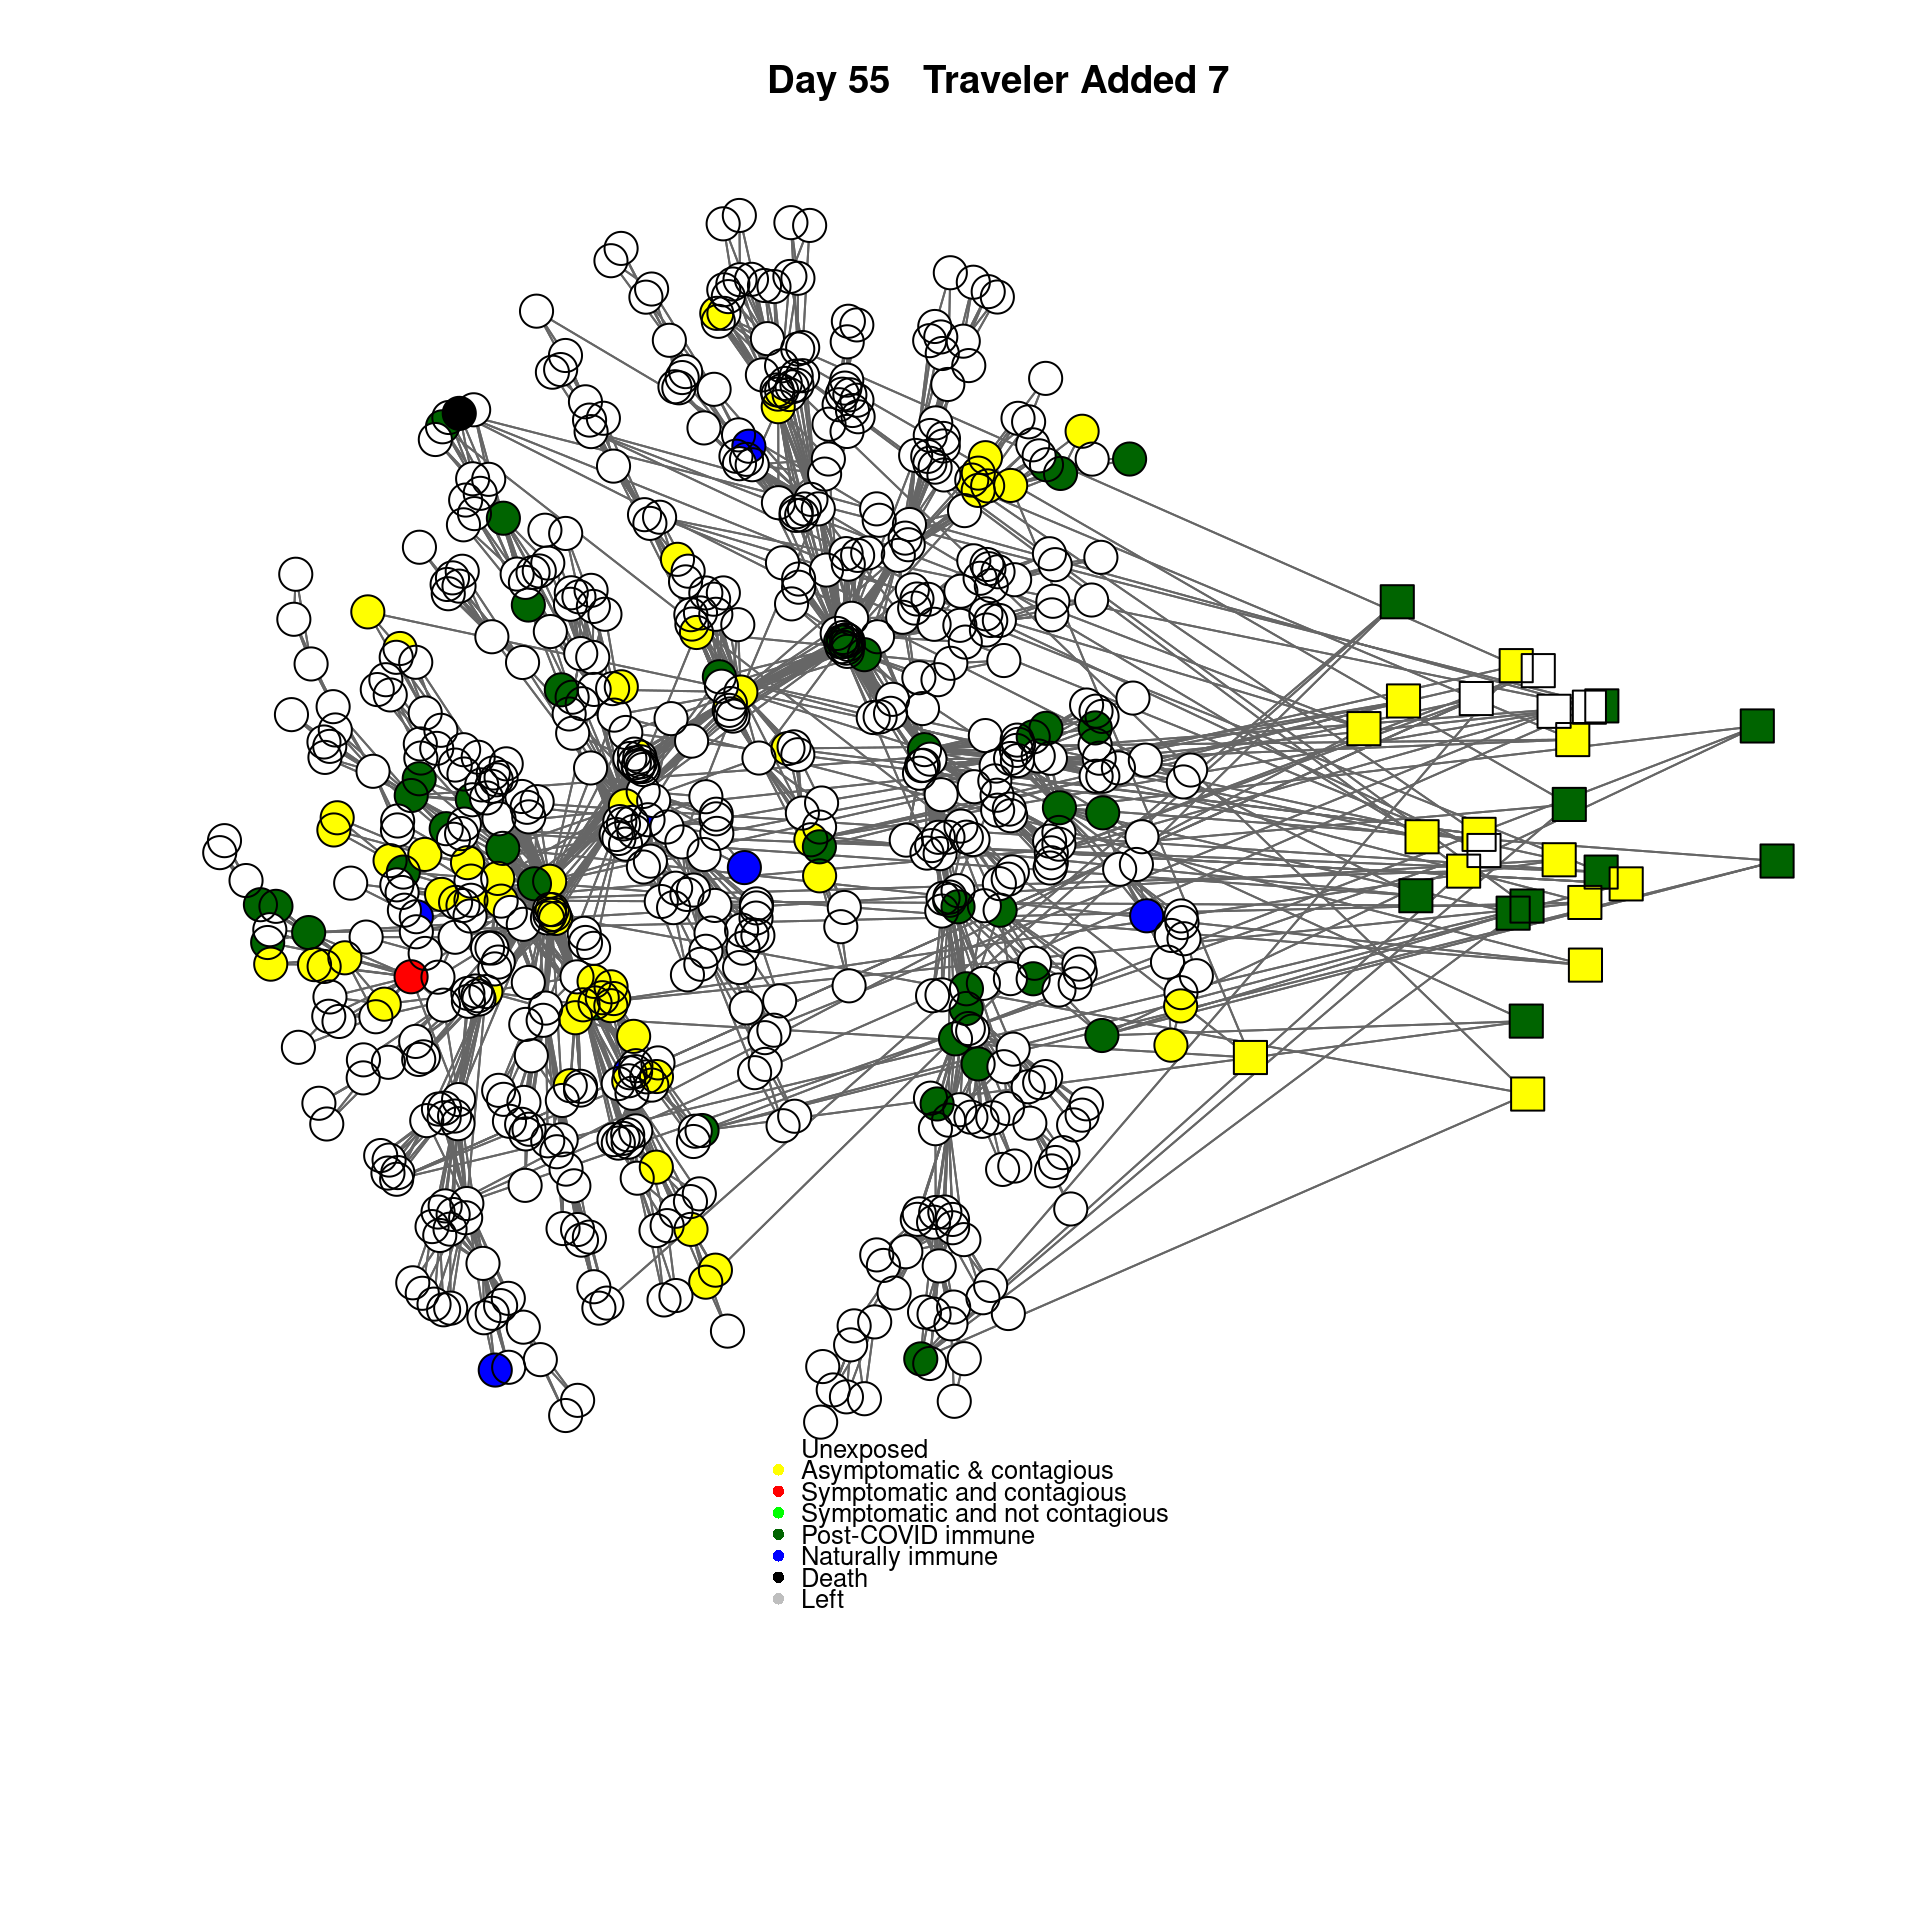 Day 55 Traveler Added 7
Unexposed
Asymptomatic & contagious
Symptomatic and contagious
Symptomatic and not contagious
Post-COVID immune
Naturally immune
Death
Left